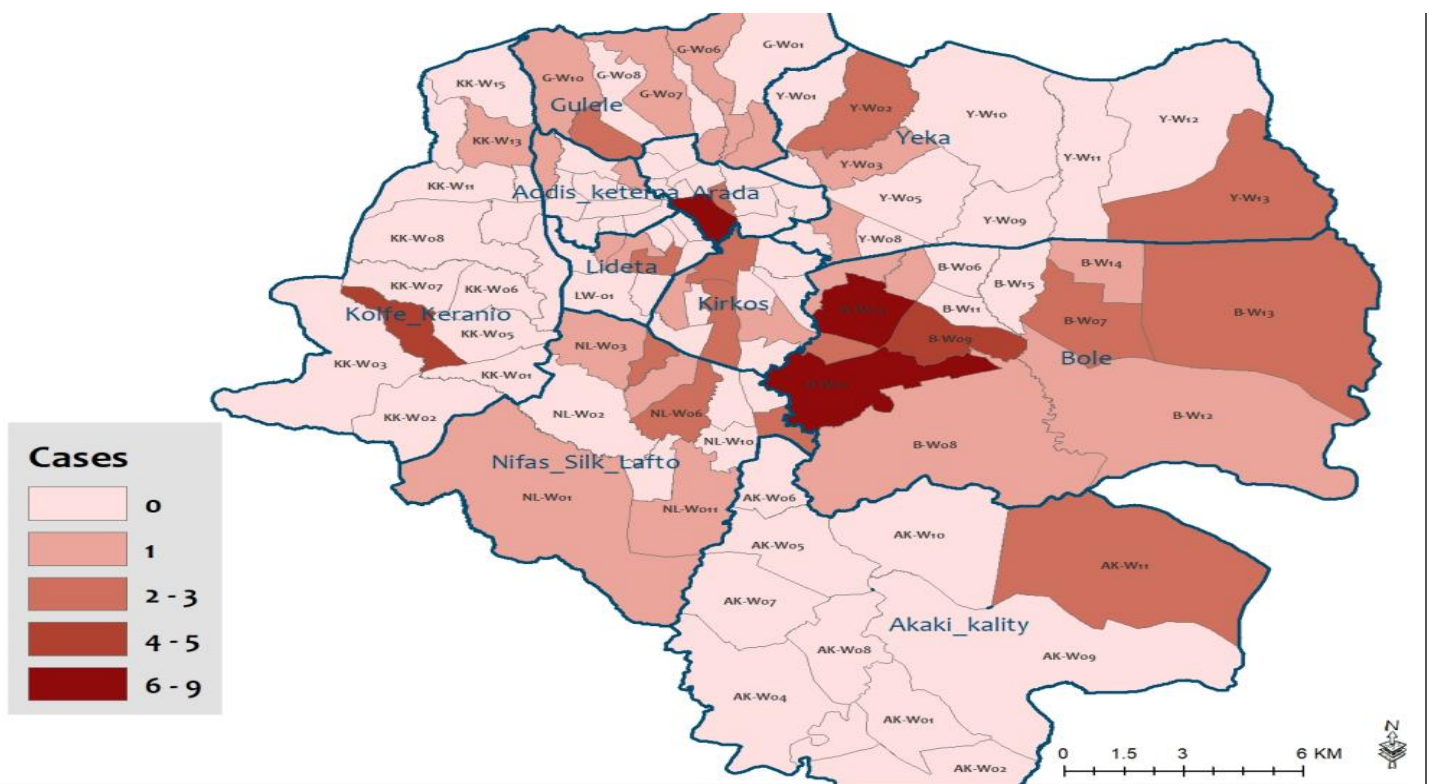 G-W06
G-W01
KK-W15
G-W10
G-W08
G-W07
Gulele
Y-W01
Y-W02
Y-W10
Y-W12
Yeka
KK-W13
Y-W03
Y-W11
KK-W11
Addis_ketema
Arada
Y-W05
Y-W09
Y-W13
KK-W08
Y-W08
B-W06
B-W14
Lideta
KK-W07
KK-W06
LW-01
B-W15
Kirkos
B-W11
B-W13
Kolfe_Keranio
KK-W05
B-W07
B-W09
NL-W03
Bole
KK-W03
KK-W01
KK-W02
NL-W02
NL-W06
B-W12
NL-W10
B-W08
Nifas_Silk_Lafto
NL-W01
NL-W011
AK-W06
AK-W10
AK-W05
AK-W11
AK-W07
Akaki_kality
AK-W08
AK-W09
AK-W04
AK-W01
AK-W02
Cases
0
1
2 - 3
4 - 5
6 - 9
N
0 1.5 3 6 KM